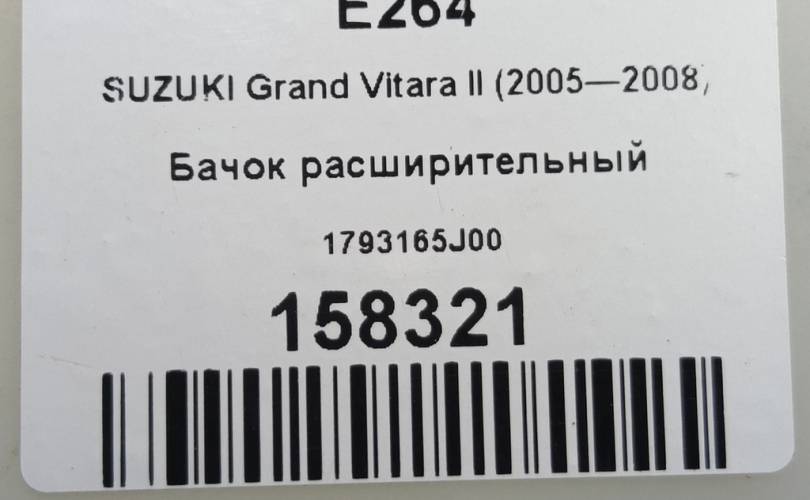 E264
SUZUKI Grand Vitara II (2005—2008)
Бачок расширительный
1793165J00
158321